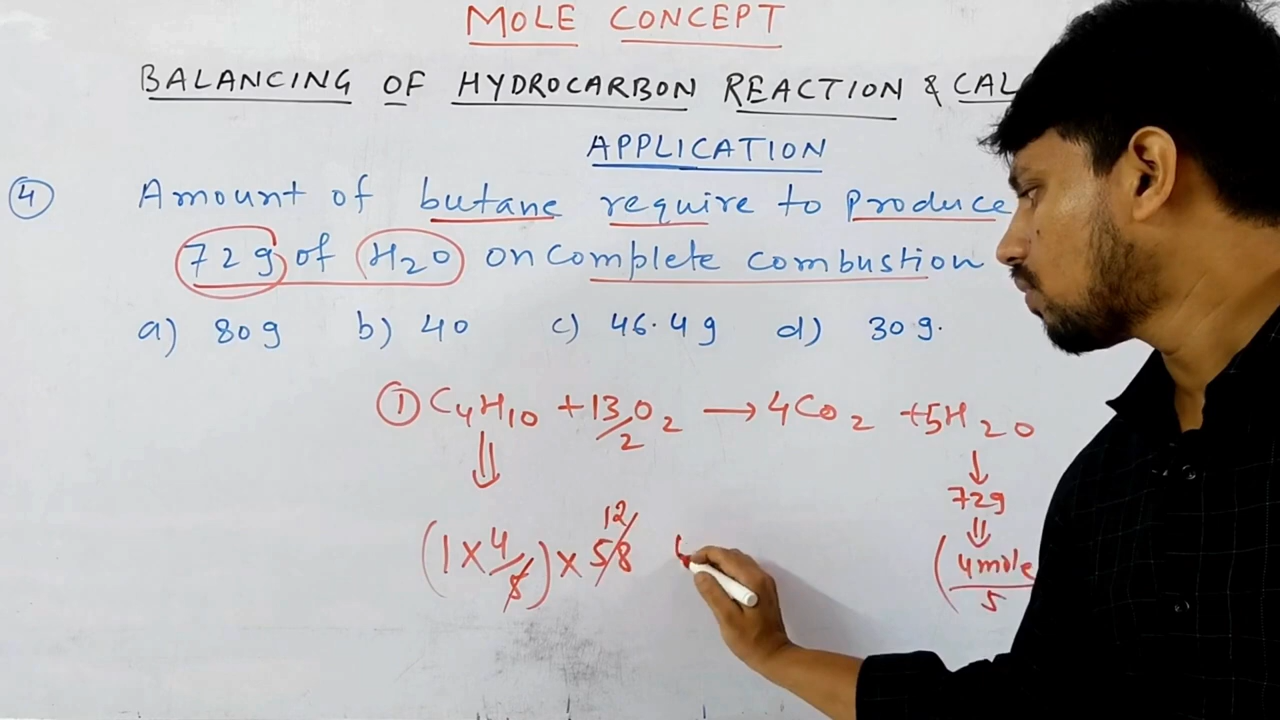 MOLE CONCEPT
BALANCING OF HYDROCARBON REACTION & CAL
APPLICATION
④ Amount of butane require to produce
72g of H2O on complete combustion
a) 80g b) 40 c) 46.4g d) 30g.
① C4H10 + 13/2 O2 → 4CO2 + 5H2O
↓
72g
⇓
(1 × 4/5) × 58 12
(4mole/5